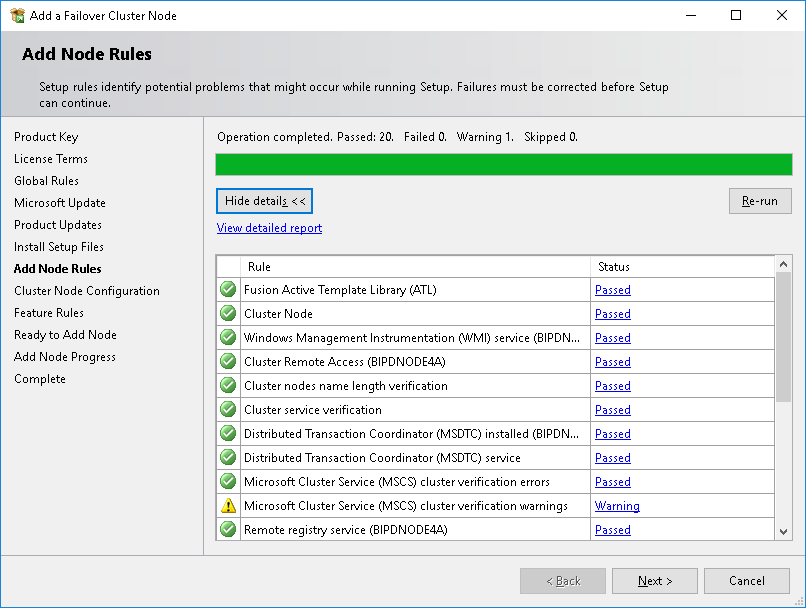 Add a Failover Cluster Node
Add Node Rules
Setup rules identify potential problems that might occur while running Setup. Failures must be corrected before Setup
can continue.
Product Key
License Terms
Global Rules
Microsoft Update
Product Updates
Install Setup Files
Add Node Rules
Cluster Node Configuration
Feature Rules
Ready to Add Node
Add Node Progress
Complete
Operation completed. Passed: 20.   Failed 0.   Warning 1.   Skipped 0.
Hide details <<
Re-run
View detailed report
Rule Status
Fusion Active Template Library (ATL) Passed
Cluster Node Passed
Windows Management Instrumentation (WMI) service (BIPDN... Passed
Cluster Remote Access (BIPDNODE4A) Passed
Cluster nodes name length verification Passed
Cluster service verification Passed
Distributed Transaction Coordinator (MSDTC) installed (BIPDN... Passed
Distributed Transaction Coordinator (MSDTC) service Passed
Microsoft Cluster Service (MSCS) cluster verification errors Passed
Microsoft Cluster Service (MSCS) cluster verification warnings Warning
Remote registry service (BIPDNODE4A) Passed
< Back Next > Cancel